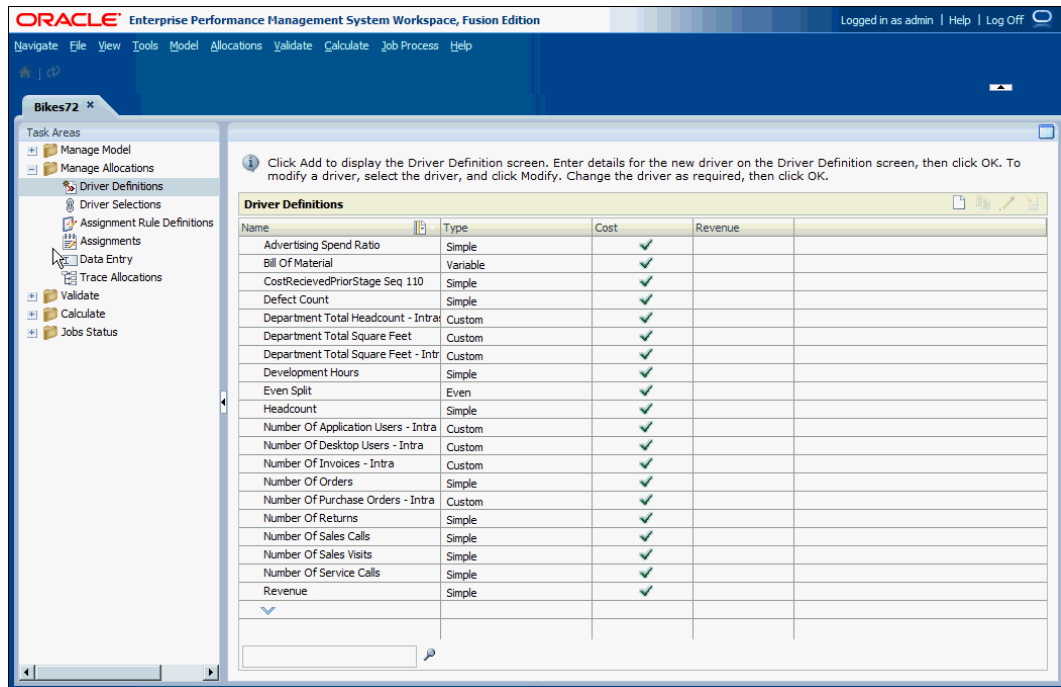 ORACLE Enterprise Performance Management System Workspace, Fusion Edition Logged in as admin | Help | Log Off
Navigate File View Tools Model Allocations Validate Calculate Job Process Help
Bikes72
Task Areas
Manage Model
Manage Allocations
Driver Definitions
Driver Selections
Assignment Rule Definitions
Assignments
Data Entry
Trace Allocations
Validate
Calculate
Jobs Status
Click Add to display the Driver Definition screen. Enter details for the new driver on the Driver Definition screen, then click OK. To
modify a driver, select the driver, and click Modify. Change the driver as required, then click OK.
Driver Definitions
Name Type Cost Revenue
Advertising Spend Ratio Simple
Bill Of Material Variable
CostRecievedPriorStage Seq 110 Simple
Defect Count Simple
Department Total Headcount - Intra Custom
Department Total Square Feet Custom
Department Total Square Feet - Intr Custom
Development Hours Simple
Even Split Even
Headcount Simple
Number Of Application Users - Intra Custom
Number Of Desktop Users - Intra Custom
Number Of Invoices - Intra Custom
Number Of Orders Simple
Number Of Purchase Orders - Intra Custom
Number Of Returns Simple
Number Of Sales Calls Simple
Number Of Sales Visits Simple
Number Of Service Calls Simple
Revenue Simple